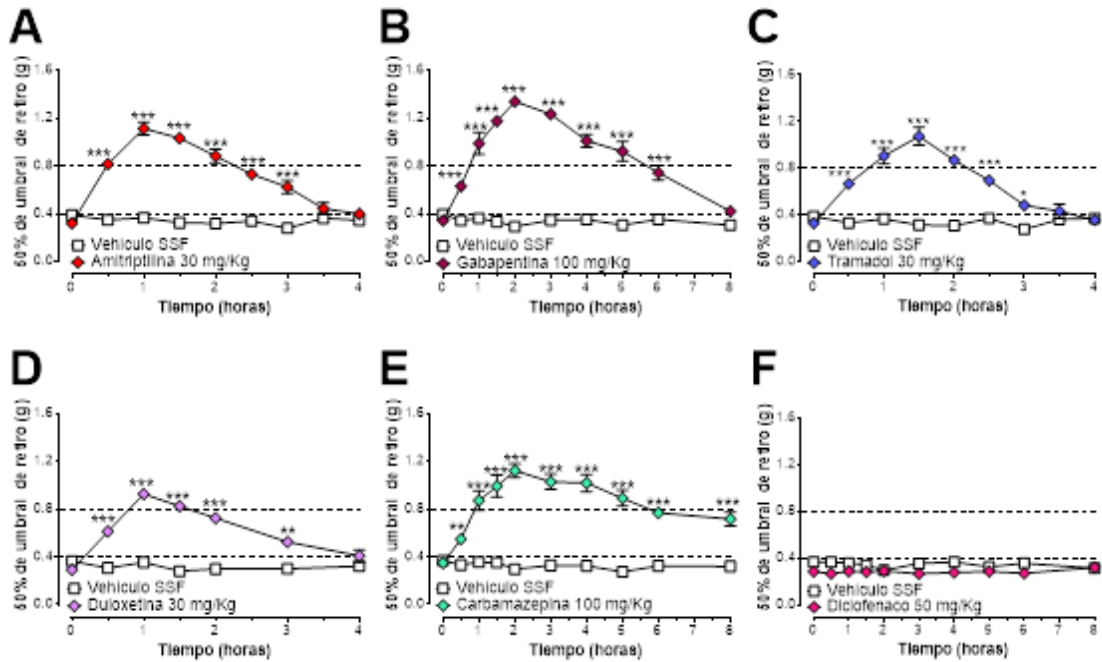 A
50% de umbral de retiro (g)
1.6
1.2
0.8
0.4
0.0
*** *** *** *** *** ***
Vehiculo SSF
Amitriptilina 30 mg/Kg
0 1 2 3 4
Tiempo (horas)
B
50% de umbral de retiro (g)
1.6
1.2
0.8
0.4
0.0
*** *** *** *** *** *** *** ***
Vehiculo SSF
Gabapentina 100 mg/Kg
0 1 2 3 4 5 6 8
Tiempo (horas)
C
50% de umbral de retiro (g)
1.6
1.2
0.8
0.4
0.0
*** *** *** *** *** *
Vehiculo SSF
Tramadol 30 mg/Kg
0 1 2 3 4
Tiempo (horas)
D
50% de umbral de retiro (g)
1.6
1.2
0.8
0.4
0.0
*** *** *** *** **
Vehiculo SSF
Duloxetina 30 mg/Kg
0 1 2 3 4
Tiempo (horas)
E
50% de umbral de retiro (g)
1.6
1.2
0.8
0.4
0.0
** *** *** *** *** *** *** *** ***
Vehiculo SSF
Carbamazepina 100 mg/Kg
0 1 2 3 4 5 6 8
Tiempo (horas)
F
50% de umbral de retiro (g)
1.6
1.2
0.8
0.4
0.0
Vehiculo SSF
Diclofenaco 50 mg/Kg
0 1 2 3 4 5 6 8
Tiempo (horas)